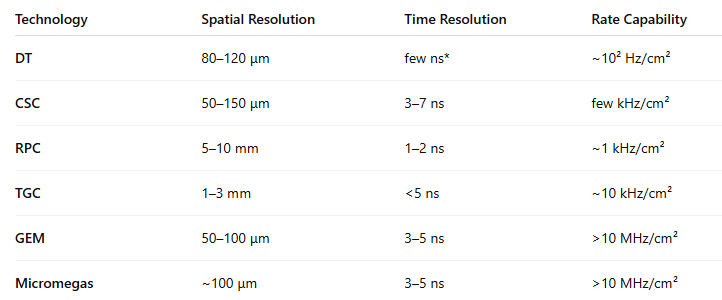 Technology Spatial Resolution Time Resolution Rate Capability
DT 80–120 μm few ns* ~10² Hz/cm²
CSC 50–150 μm 3–7 ns few kHz/cm²
RPC 5–10 mm 1–2 ns ~1 kHz/cm²
TGC 1–3 mm <5 ns ~10 kHz/cm²
GEM 50–100 μm 3–5 ns >10 MHz/cm²
Micromegas ~100 μm 3–5 ns >10 MHz/cm²